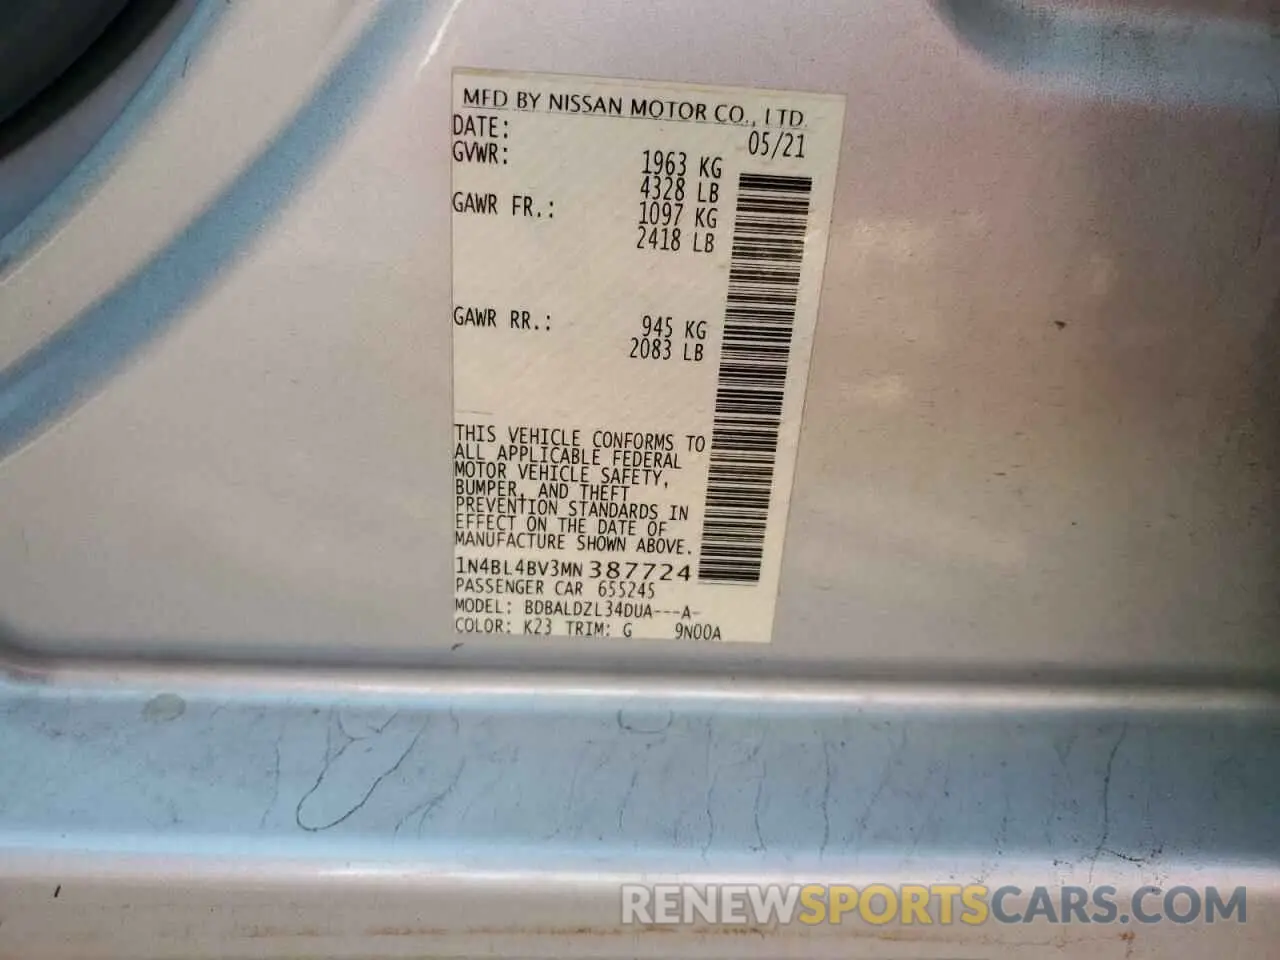 MFD BY NISSAN MOTOR CO., LTD.
DATE: 05/21
GVWR: 1963 KG
4328 LB
GAWR FR.: 1097 KG
2418 LB
GAWR RR.: 945 KG
2083 LB
THIS VEHICLE CONFORMS TO
ALL APPLICABLE FEDERAL
MOTOR VEHICLE SAFETY,
BUMPER, AND THEFT
PREVENTION STANDARDS IN
EFFECT ON THE DATE OF
MANUFACTURE SHOWN ABOVE.
1N4BL4BV3MN387724
PASSENGER CAR 655245
MODEL: BDBALDZL34DUA---A-
COLOR: K23 TRIM: G 9N00A
RENEWSPORTSCARS.COM